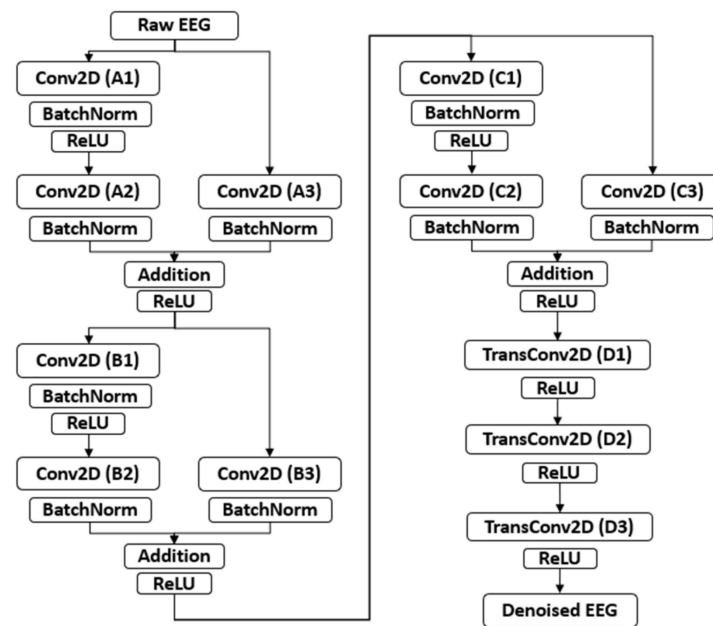 Raw EEG
Conv2D (A1)
BatchNorm
ReLU
Conv2D (A2)
Conv2D (A3)
BatchNorm
BatchNorm
Addition
ReLU
Conv2D (B1)
BatchNorm
ReLU
Conv2D (B2)
Conv2D (B3)
BatchNorm
BatchNorm
Addition
ReLU
Conv2D (C1)
BatchNorm
ReLU
Conv2D (C2)
Conv2D (C3)
BatchNorm
BatchNorm
Addition
ReLU
TransConv2D (D1)
ReLU
TransConv2D (D2)
ReLU
TransConv2D (D3)
ReLU
Denoised EEG